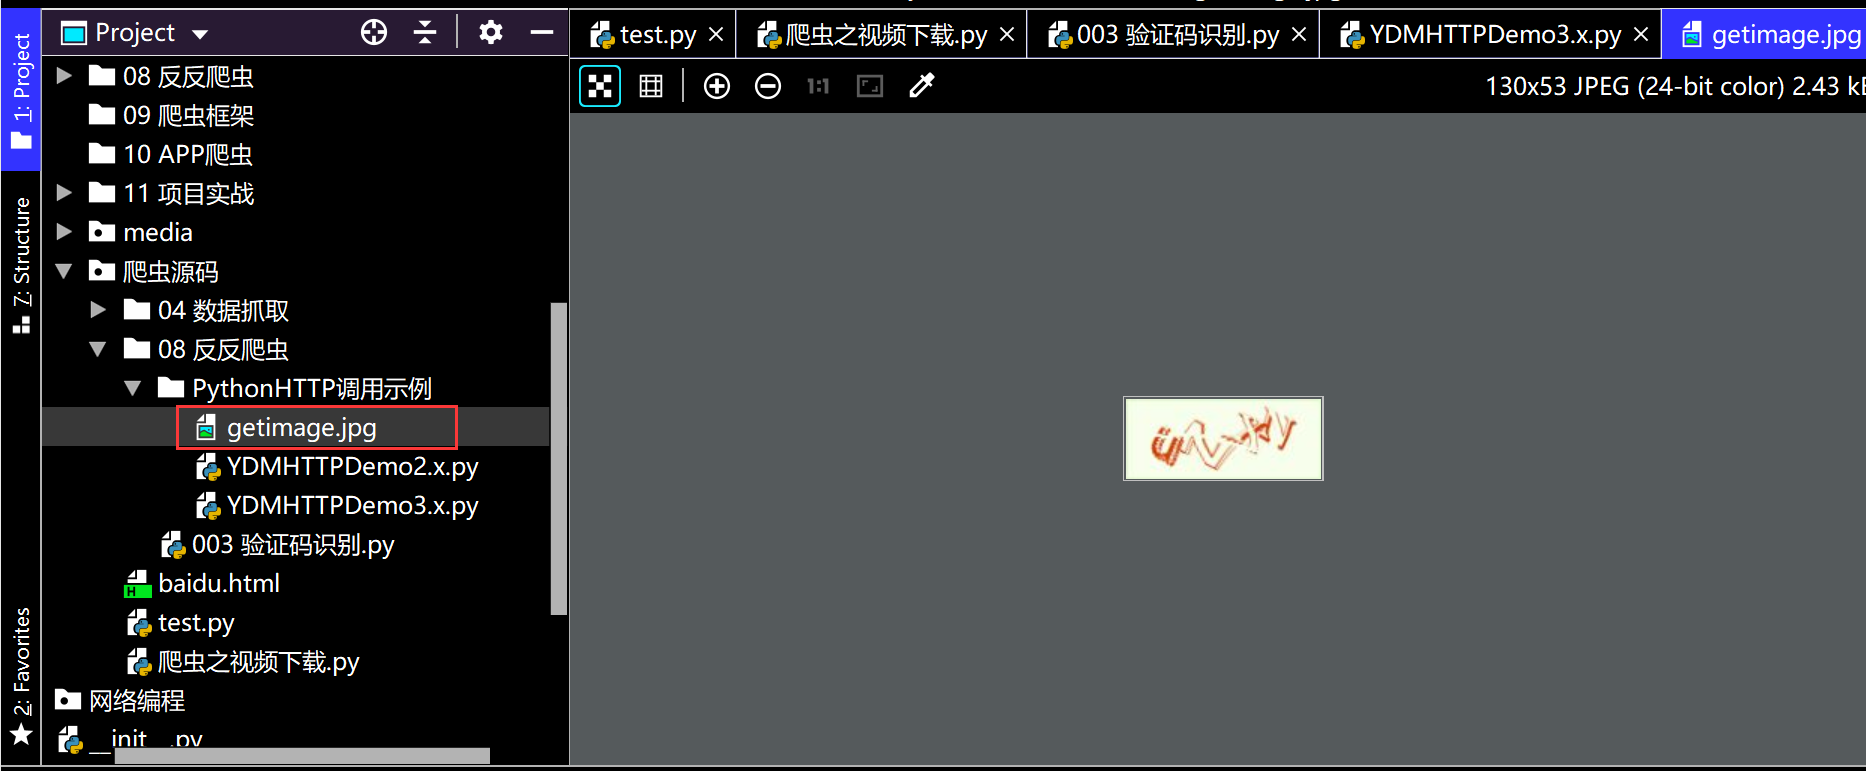 Project
test.py
爬虫之视频下载.py
003 验证码识别.py
YDMHTTPDemo3.x.py
getimage.jpg
1: Project
7: Structure
2: Favorites
130x53 JPEG (24-bit color) 2.43 kB
1:1
08 反反爬虫
09 爬虫框架
10 APP爬虫
11 项目实战
media
爬虫源码
04 数据抓取
08 反反爬虫
PythonHTTP调用示例
getimage.jpg
YDMHTTPDemo2.x.py
YDMHTTPDemo3.x.py
003 验证码识别.py
baidu.html
test.py
爬虫之视频下载.py
网络编程
__init__.py